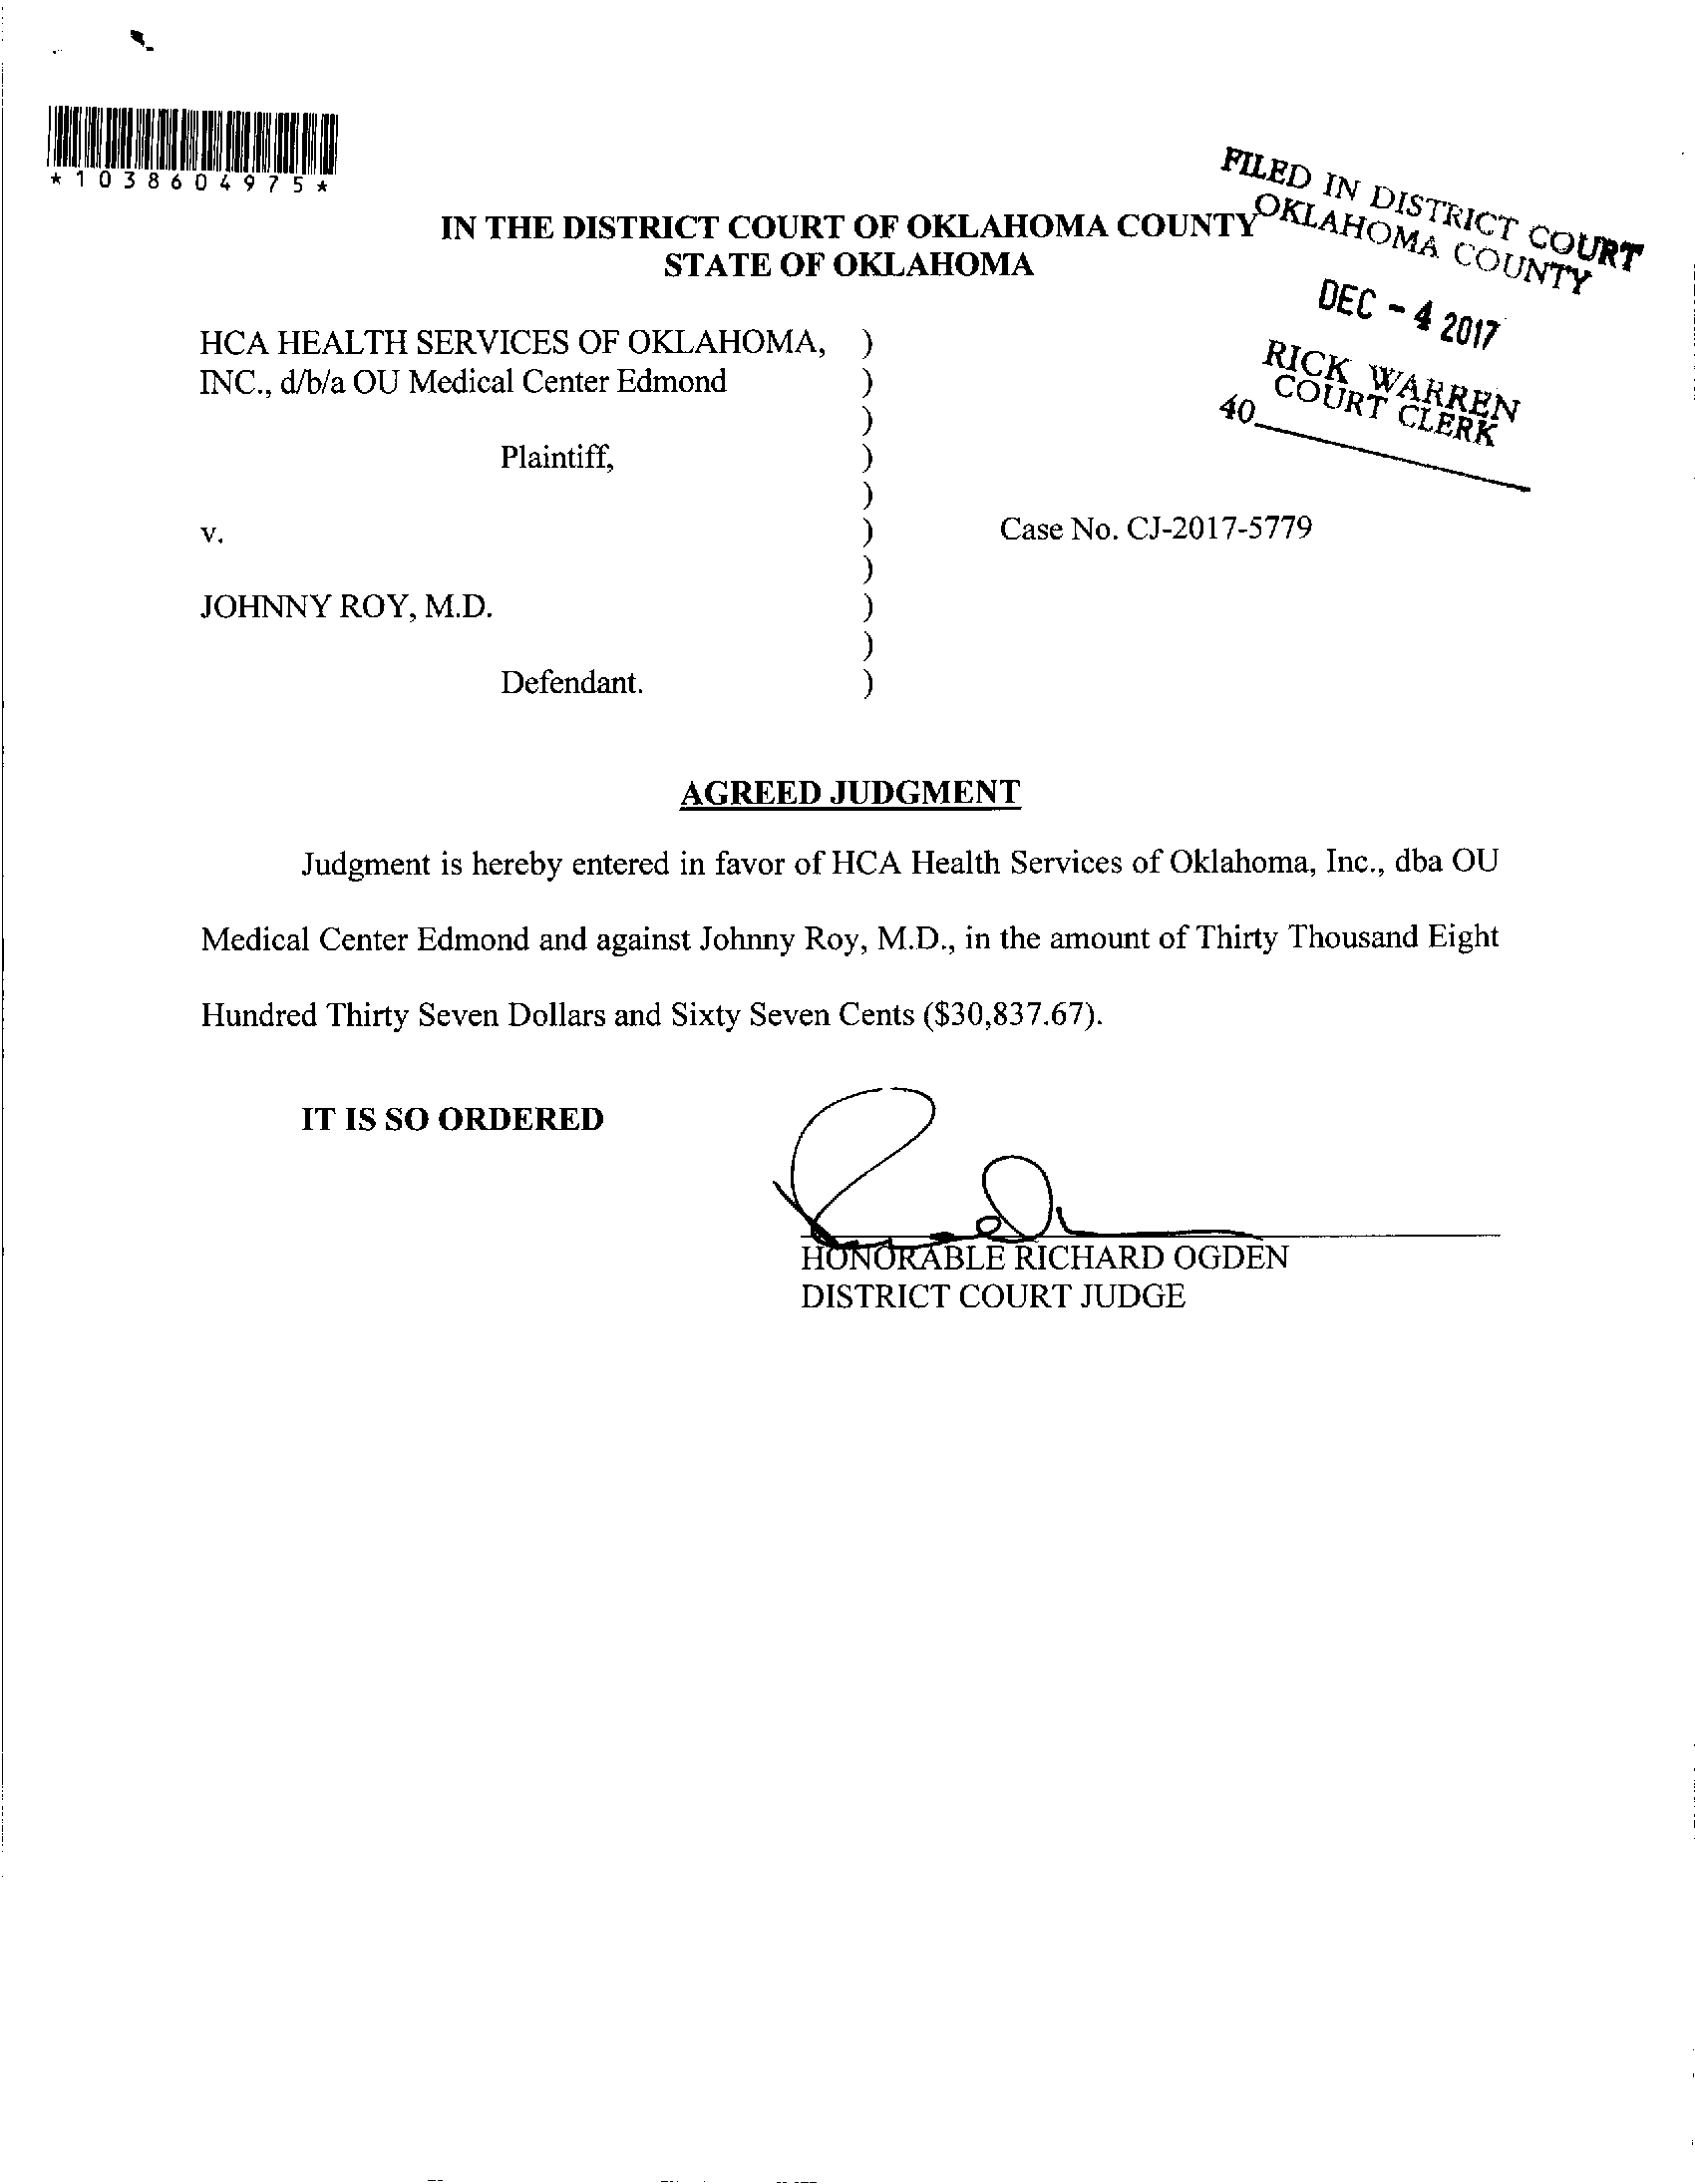 *1038604975*
FILED IN DISTRICT COURT
OKLAHOMA COUNTY
DEC - 4 2017
RICK WARREN
COURT CLERK
40
IN THE DISTRICT COURT OF OKLAHOMA COUNTY
STATE OF OKLAHOMA
HCA HEALTH SERVICES OF OKLAHOMA, )
INC., d/b/a OU Medical Center Edmond )
)
Plaintiff, )
)
v. ) Case No. CJ-2017-5779
)
JOHNNY ROY, M.D. )
)
Defendant. )
AGREED JUDGMENT
Judgment is hereby entered in favor of HCA Health Services of Oklahoma, Inc., dba OU
Medical Center Edmond and against Johnny Roy, M.D., in the amount of Thirty Thousand Eight
Hundred Thirty Seven Dollars and Sixty Seven Cents ($30,837.67).
IT IS SO ORDERED
HONORABLE RICHARD OGDEN
DISTRICT COURT JUDGE